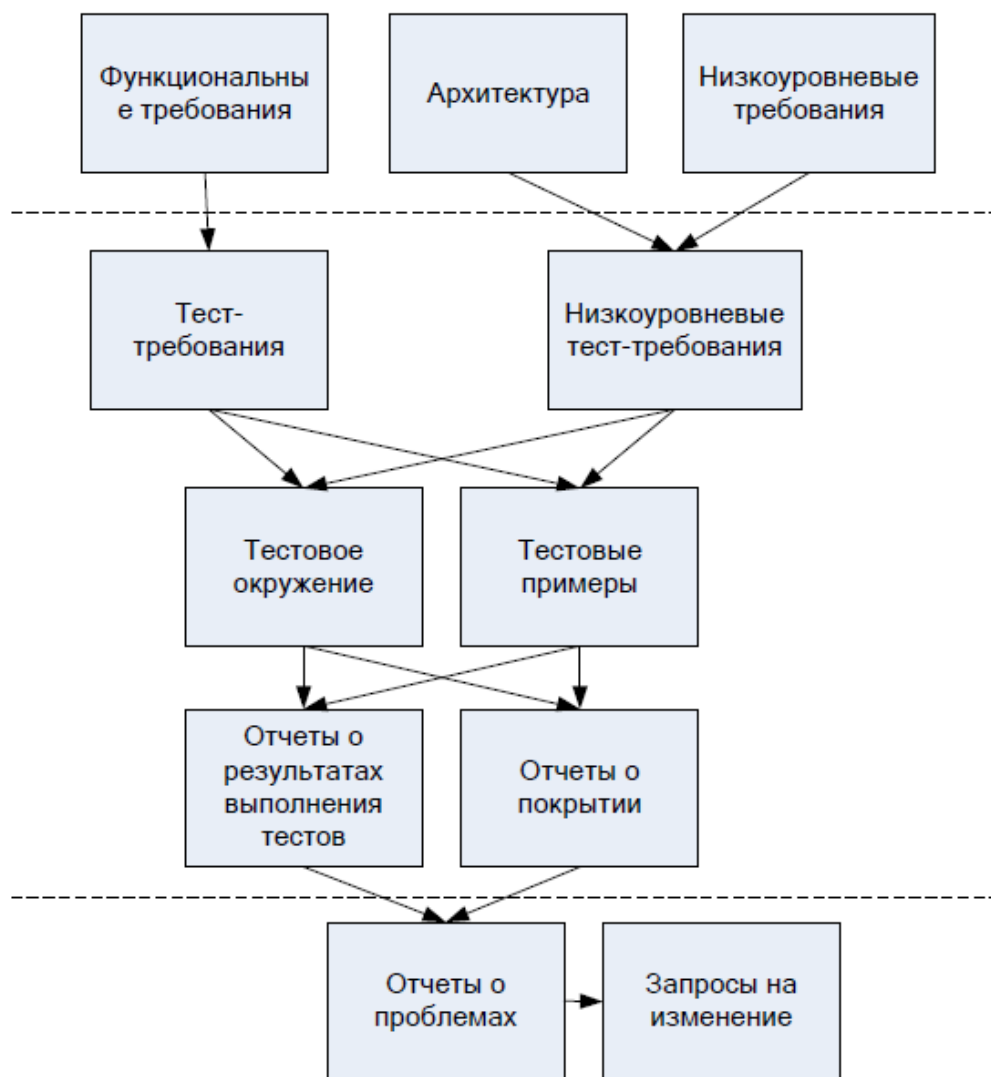 Функциональны
е требования
Архитектура
Низкоуровневые
требования
Тест-
требования
Низкоуровневые
тест-требования
Тестовое
окружение
Тестовые
примеры
Отчеты о
результатах
выполнения
тестов
Отчеты о
покрытии
Отчеты о
проблемах
Запросы на
изменение